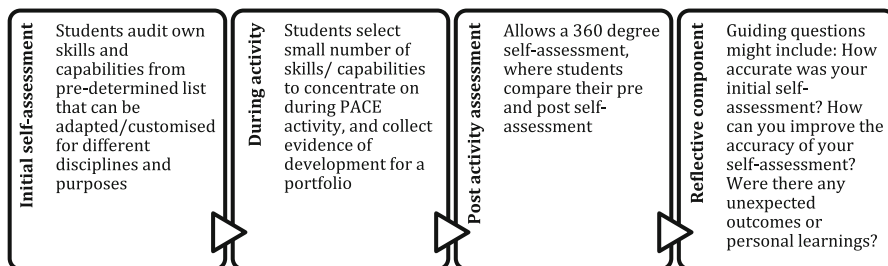 Initial self-assessment
Students audit own
skills and
capabilities from
pre-determined list
that can be
adapted/customised
for different
disciplines and
purposes
During activity
Students select
small number of
skills/ capabilities
to concentrate on
during PACE
activity, and collect
evidence of
development for a
portfolio
Post activity assessment
Allows a 360 degree
self-assessment,
where students
compare their pre
and post self-
assessment
Reflective component
Guiding questions
might include: How
accurate was your
initial self-
assessment? How
can you improve the
accuracy of your
self-assessment?
Were there any
unexpected
outcomes or
personal learnings?